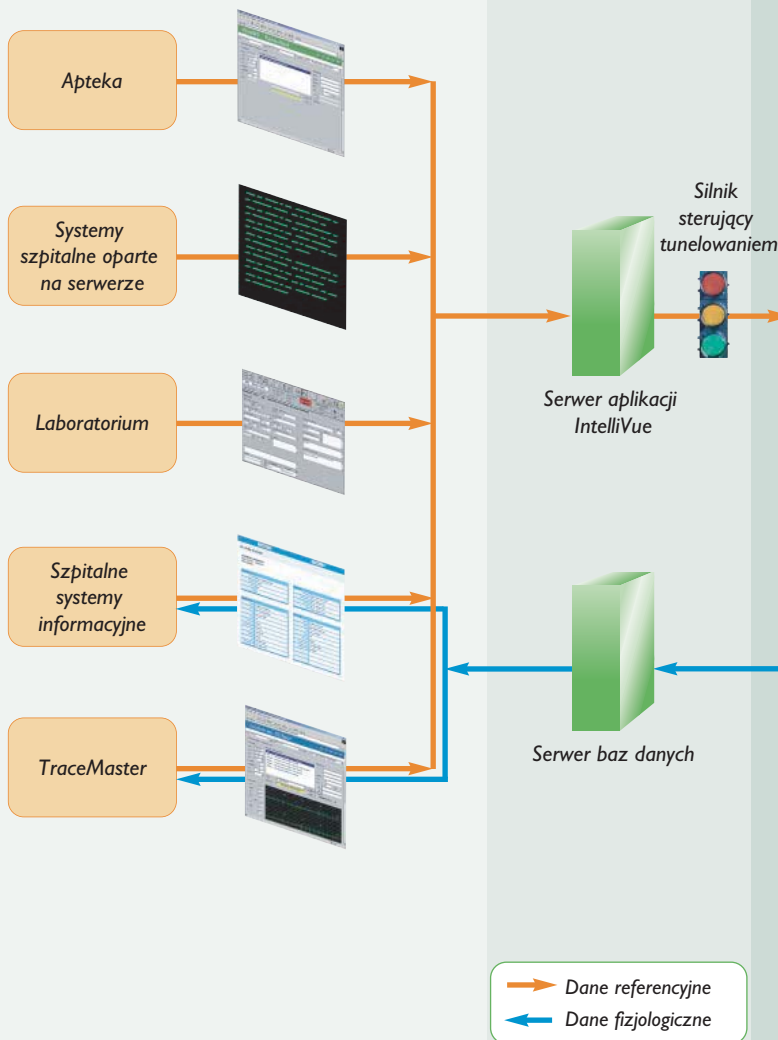 Apteka
Systemy
szpitalne oparte
na serwerze
Laboratorium
Szpitalne
systemy
informacyjne
TraceMaster
Silnik
sterujący
tunelowaniem
Serwer aplikacji
IntelliVue
Serwer baz danych
Dane referencyjne
Dane fizjologiczne